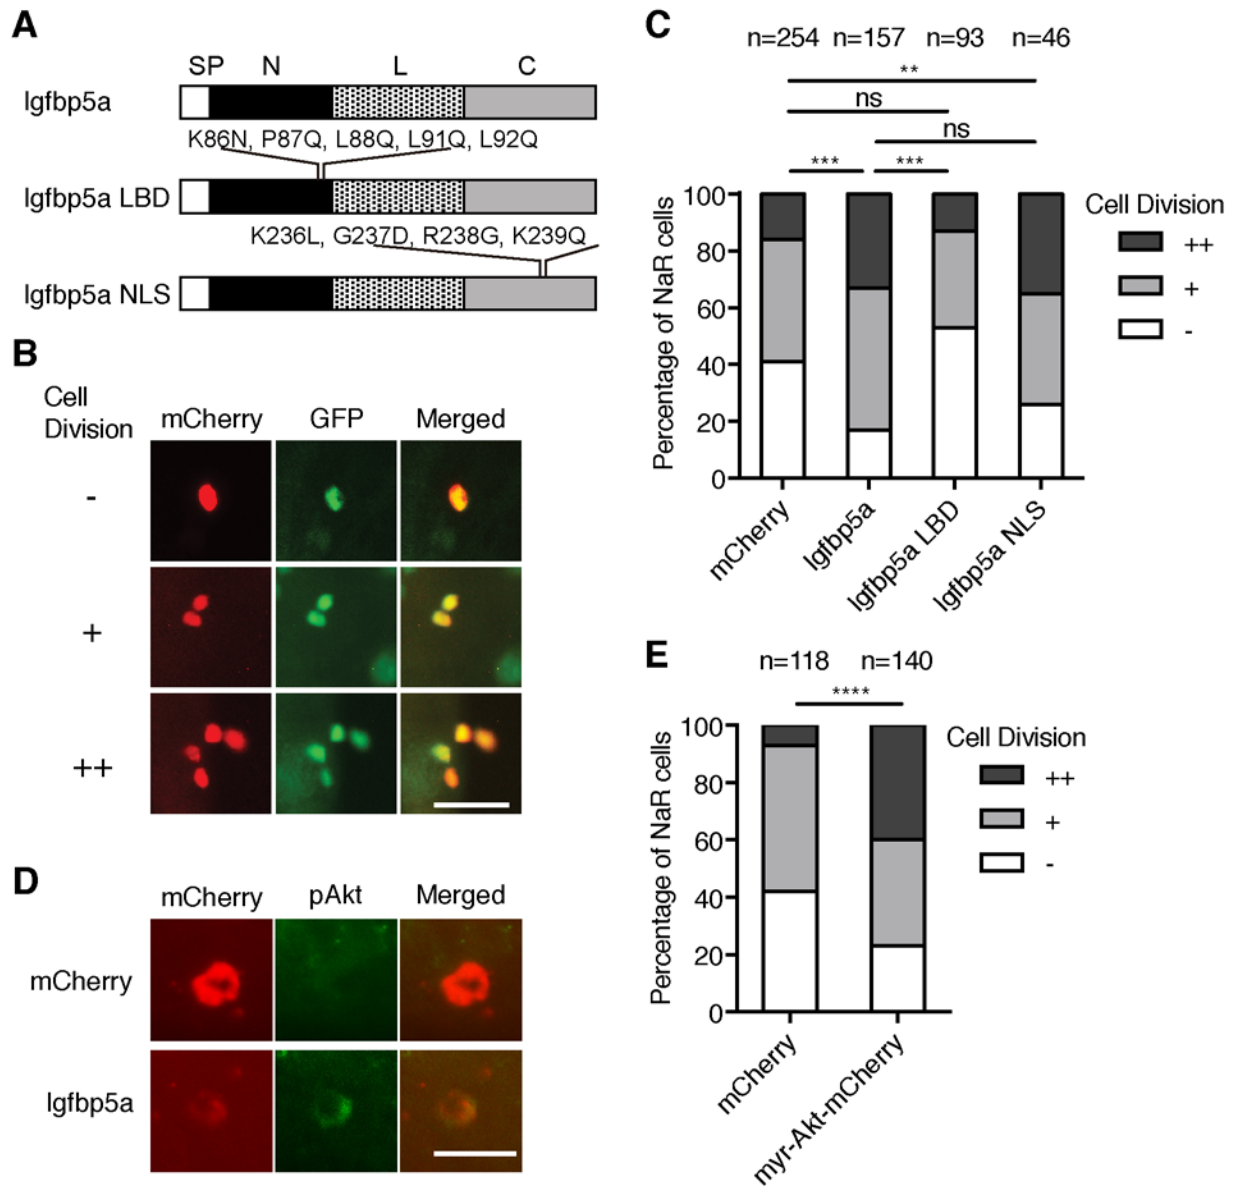 A
SP N L C
Igfbp5a
K86N, P87Q, L88Q, L91Q, L92Q
Igfbp5a LBD
K236L, G237D, R238G, K239Q
Igfbp5a NLS
B
Cell
Division
mCherry GFP Merged
-
+
++
C
n=254 n=157 n=93 n=46
**
ns
ns
*** ***
Percentage of NaR cells
100
80
60
40
20
0
mCherry
Igfbp5a
Igfbp5a LBD
Igfbp5a NLS
Cell Division
++
+
-
D
mCherry pAkt Merged
mCherry
Igfbp5a
E
n=118 n=140
****
Percentage of NaR cells
100
80
60
40
20
0
mCherry
myr-Akt-mCherry
Cell Division
++
+
-